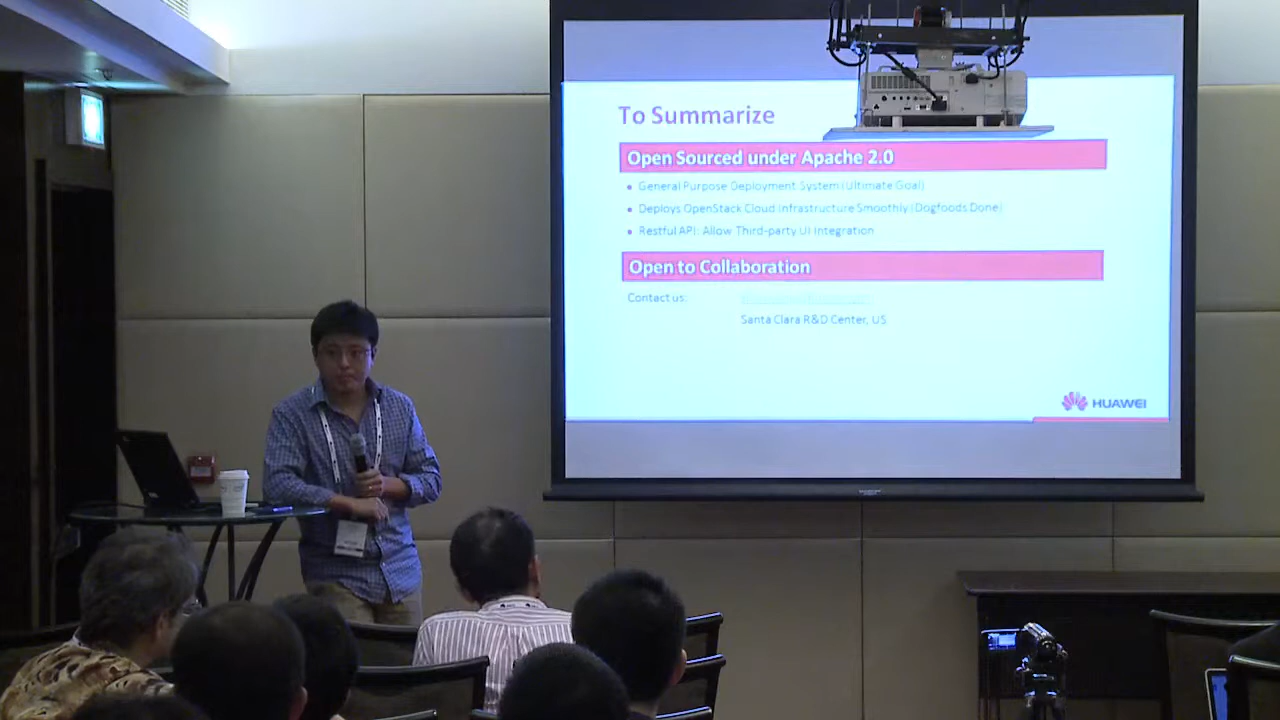 To Summarize
Open Sourced under Apache 2.0
General Purpose Deployment System (Ultimate Goal)
Deploys OpenStack Cloud Infrastructure Smoothly (Dogfoods Done)
Restful API: Allow Third-party UI Integration
Open to Collaboration
Contact us:
Santa Clara R&D Center, US
HUAWEI